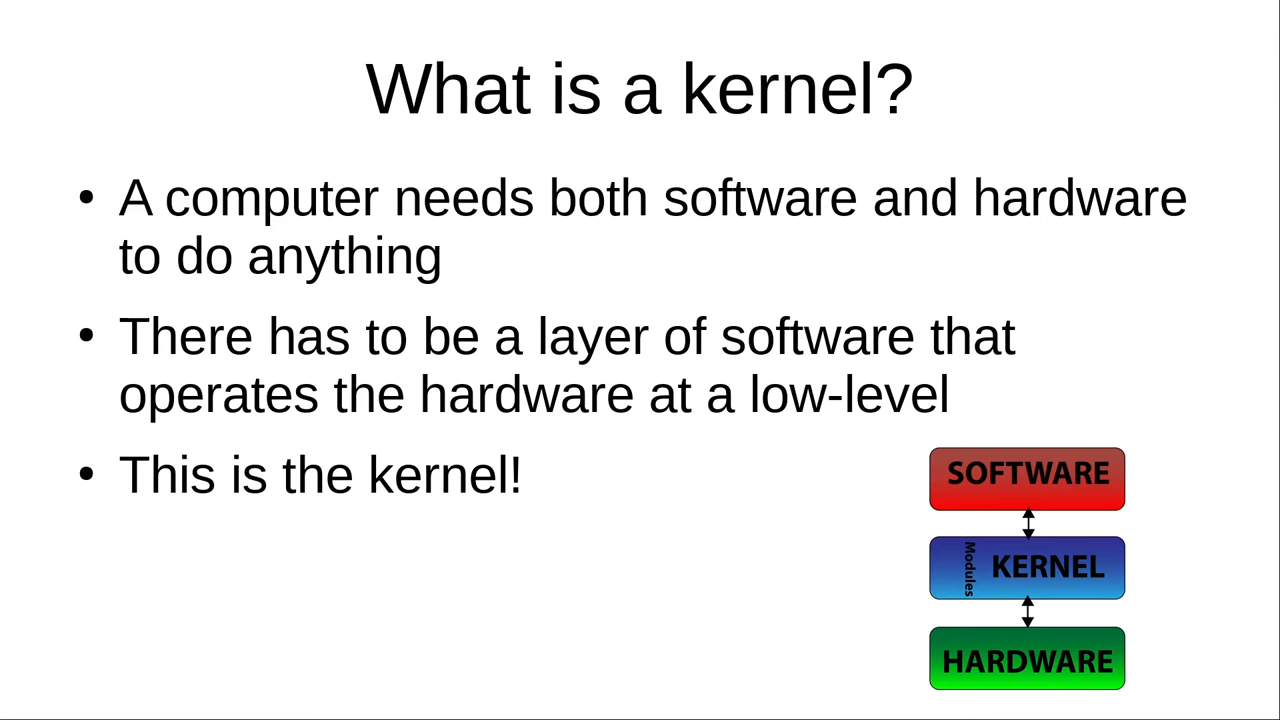 What is a kernel?
• A computer needs both software and hardware
to do anything
• There has to be a layer of software that
operates the hardware at a low-level
• This is the kernel!
SOFTWARE
Modules
KERNEL
HARDWARE